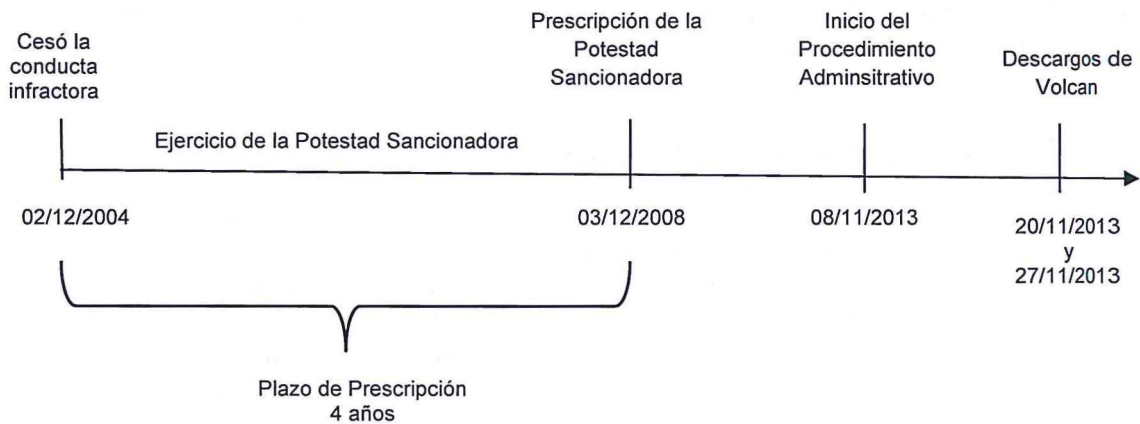 Cesó la
conducta
infractora
Prescripción de la
Potestad
Sancionadora
Inicio del
Procedimiento
Adminsitrativo
Descargos de
Volcan
Ejercicio de la Potestad Sancionadora
02/12/2004
03/12/2008
08/11/2013
20/11/2013
y
27/11/2013
Plazo de Prescripción
4 años